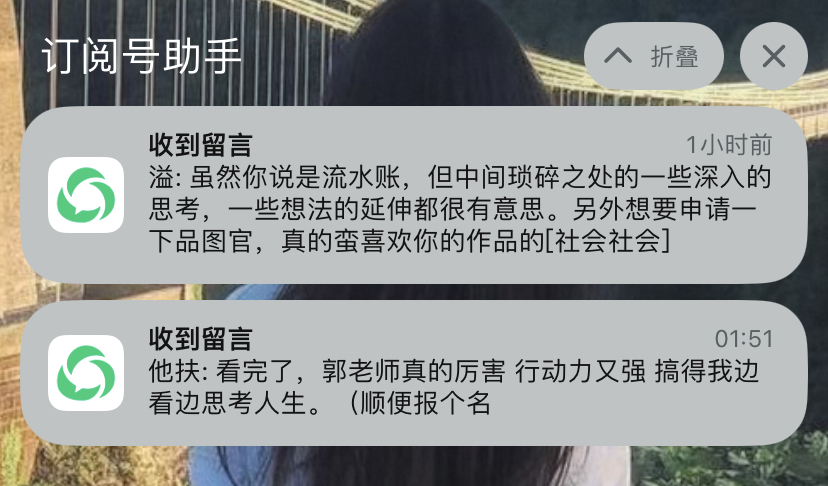 订阅号助手
折叠
收到留言
1小时前
溢: 虽然你说是流水账，但中间琐碎之处的一些深入的
思考，一些想法的延伸都很有意思。另外想要申请一
下品图官，真的蛮喜欢你的作品的[社会社会]
收到留言
01:51
他扶: 看完了，郭老师真的厉害 行动力又强 搞得我边
看边思考人生。（顺便报个名